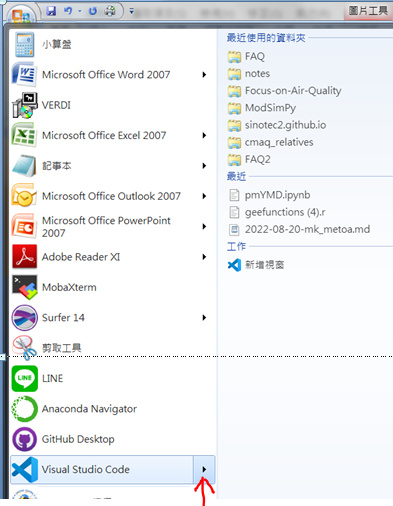 圖片工具
小算盤
Microsoft Office Word 2007
VERDI
Microsoft Office Excel 2007
記事本
Microsoft Office Outlook 2007
Microsoft Office PowerPoint
2007
Adobe Reader XI
MobaXterm
Surfer 14
剪取工具
LINE
Anaconda Navigator
GitHub Desktop
Visual Studio Code
最近使用的資料夾
FAQ
notes
Focus-on-Air-Quality
ModSimPy
sinotec2.github.io
cmaq_relatives
FAQ2
最近
pmYMD.ipynb
geefunctions (4).r
2022-08-20-mk_metoa.md
工作
新增視窗